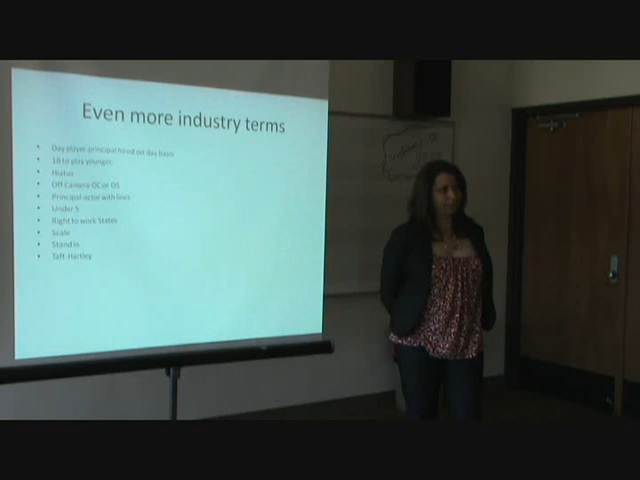 Even more industry terms
• Day player-principal hired on day basis
• 18 to play younger.
• Hiatus
• Off Camera-OC or OS
• Principal-actor with lines
• Under 5
• Right to work States
• Scale
• Stand in
• Taft-Hartley